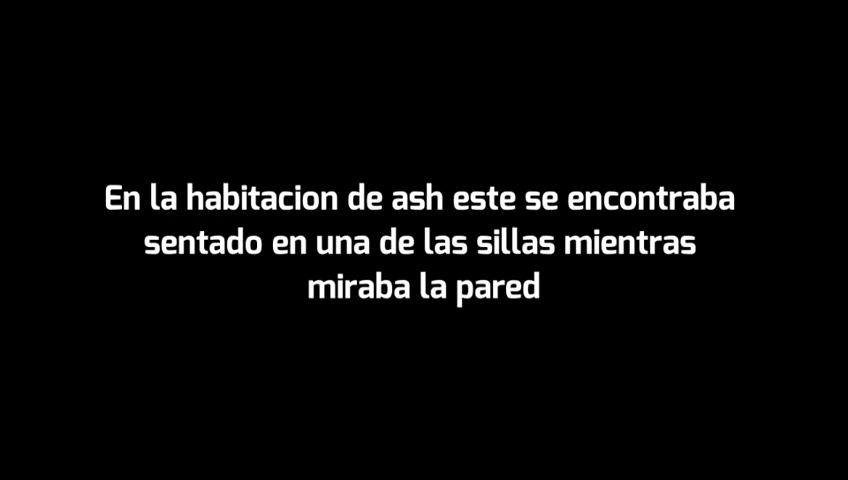 En la habitacion de ash este se encontraba
sentado en una de las sillas mientras
miraba la pared